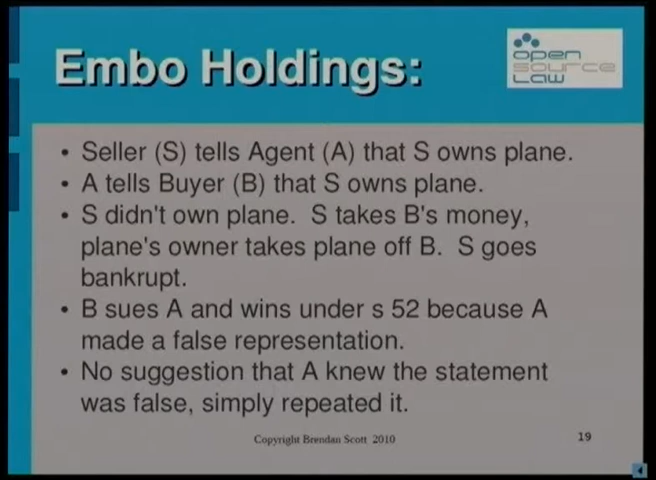 Embo Holdings:
open
source
LAW
• Seller (S) tells Agent (A) that S owns plane.
• A tells Buyer (B) that S owns plane.
• S didn't own plane.  S takes B's money,
plane's owner takes plane off B.  S goes
bankrupt.
• B sues A and wins under s 52 because A
made a false representation.
• No suggestion that A knew the statement
was false, simply repeated it.
Copyright Brendan Scott  2010
19